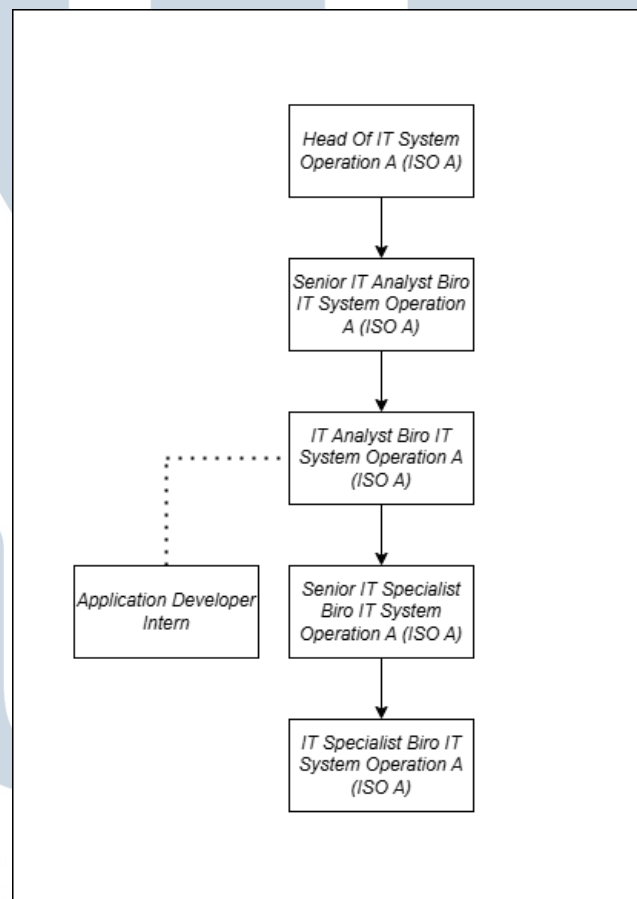 Head Of IT System
Operation A (ISO A)
Senior IT Analyst Biro
IT System Operation
A (ISO A)
IT Analyst Biro IT
System Operation A
(ISO A)
Application Developer
Intern
Senior IT Specialist
Biro IT System
Operation A (ISO A)
IT Specialist Biro IT
System Operation A
(ISO A)